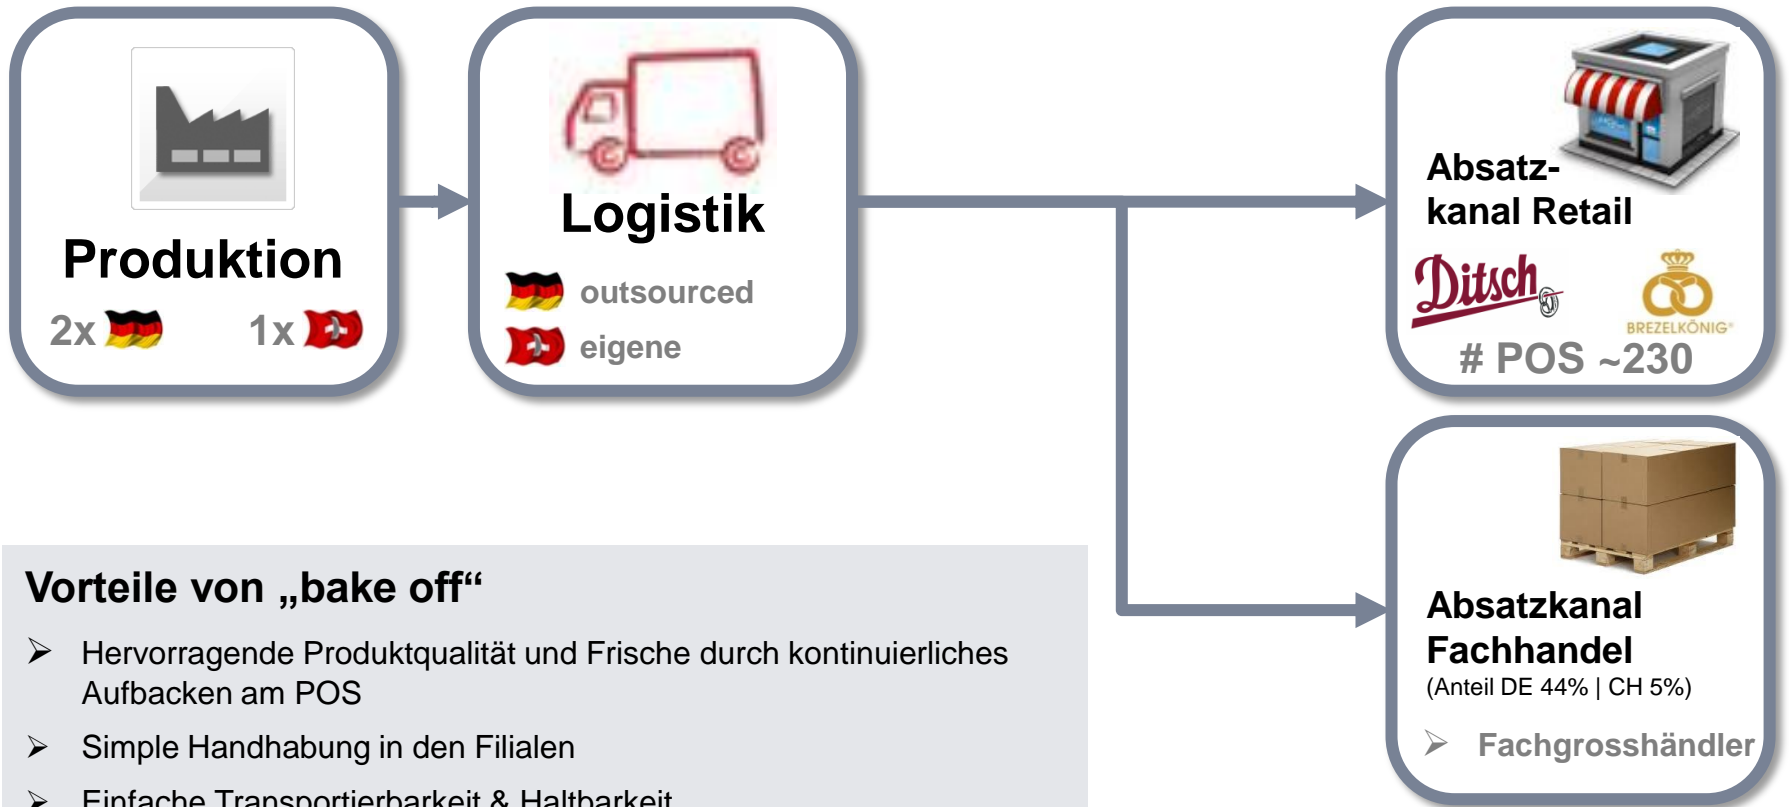 Produktion
2x 1x
Logistik
outsourced
eigene
Absatz-
kanal Retail
Ditsch
BREZELKÖNIG®
# POS ~230
Absatzkanal
Fachhandel
(Anteil DE 44% | CH 5%)
➢ Fachgrosshändler
Vorteile von „bake off“
➢ Hervorragende Produktqualität und Frische durch kontinuierliches
Aufbacken am POS
➢ Simple Handhabung in den Filialen
➢ Einfache Transportierbarkeit & Haltbarkeit